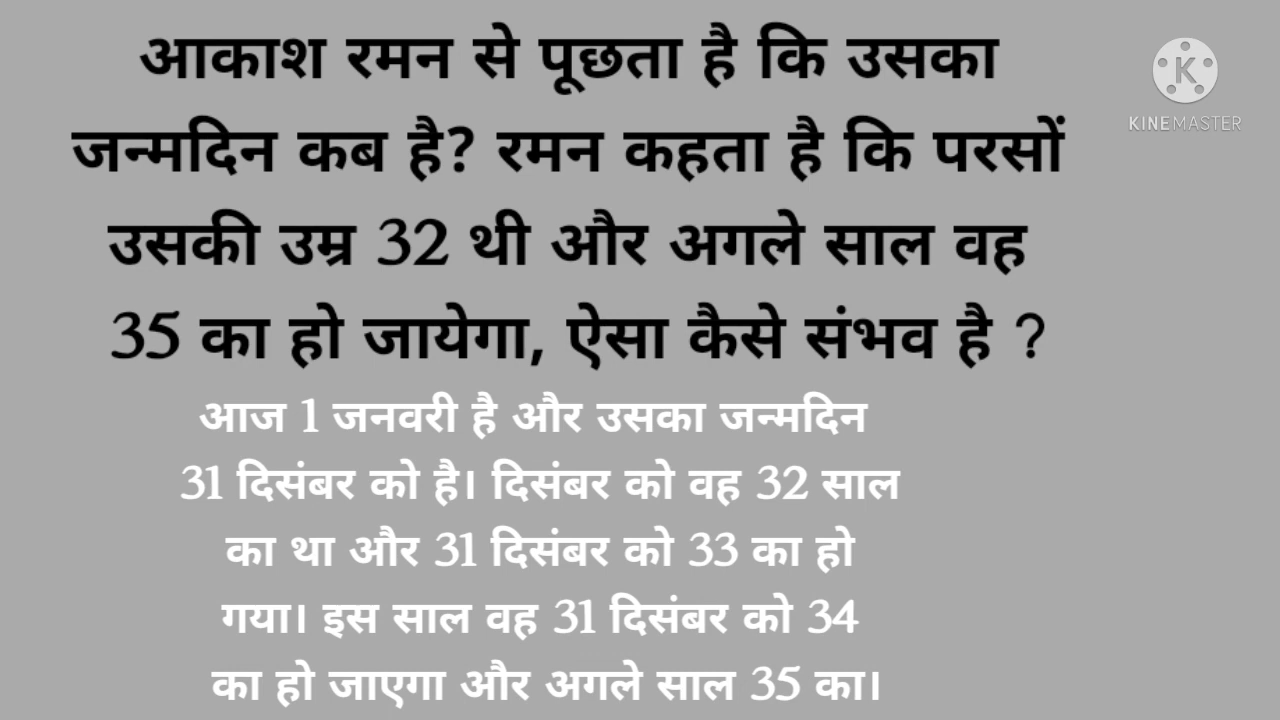 आकाश रमन से पूछता है कि उसका
जन्मदिन कब है? रमन कहता है कि परसों
उसकी उम्र 32 थी और अगले साल वह
35 का हो जायेगा, ऐसा कैसे संभव है ?
आज 1 जनवरी है और उसका जन्मदिन
31 दिसंबर को है। दिसंबर को वह 32 साल
का था और 31 दिसंबर को 33 का हो
गया। इस साल वह 31 दिसंबर को 34
का हो जाएगा और अगले साल 35 का।
K
KINEMASTER